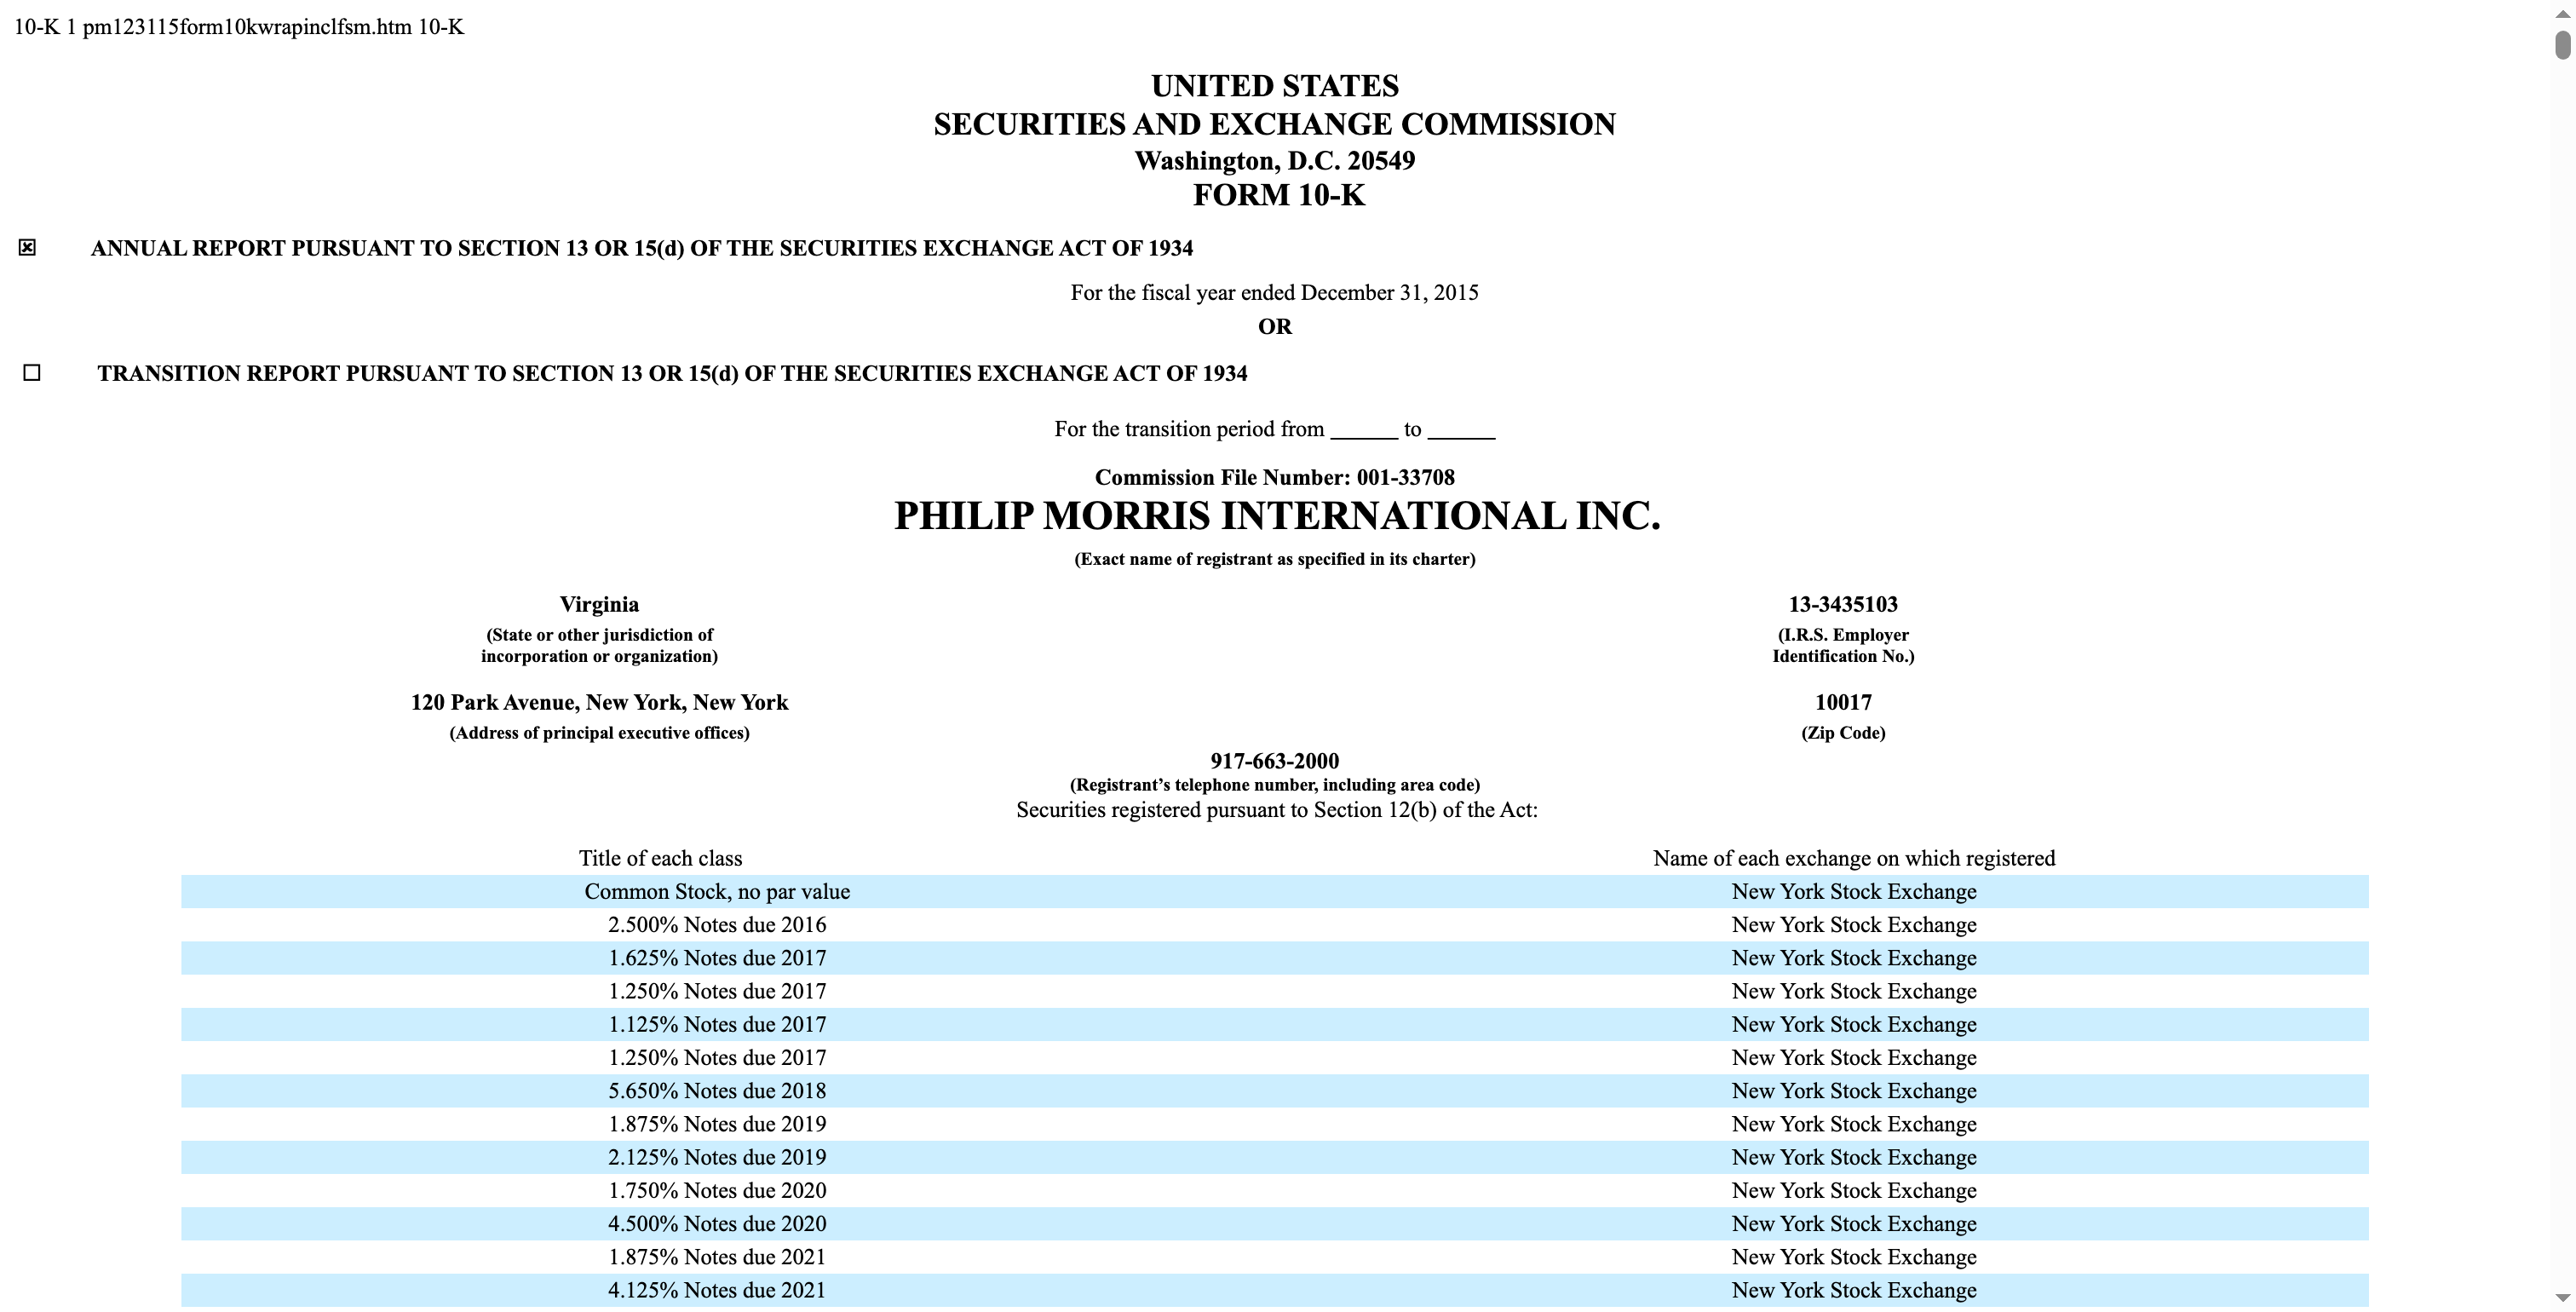 10-K 1 pm123115form10kwrapinclfsm.htm 10-K
UNITED STATES
SECURITIES AND EXCHANGE COMMISSION
Washington, D.C. 20549
FORM 10-K
☒ ANNUAL REPORT PURSUANT TO SECTION 13 OR 15(d) OF THE SECURITIES EXCHANGE ACT OF 1934
For the fiscal year ended December 31, 2015
OR
☐ TRANSITION REPORT PURSUANT TO SECTION 13 OR 15(d) OF THE SECURITIES EXCHANGE ACT OF 1934
For the transition period from ______ to ______
Commission File Number: 001-33708
PHILIP MORRIS INTERNATIONAL INC.
(Exact name of registrant as specified in its charter)
Virginia 13-3435103
(State or other jurisdiction of (I.R.S. Employer
incorporation or organization) Identification No.)
120 Park Avenue, New York, New York 10017
(Address of principal executive offices) (Zip Code)
917-663-2000
(Registrant’s telephone number, including area code)
Securities registered pursuant to Section 12(b) of the Act:
Title of each class Name of each exchange on which registered
Common Stock, no par value New York Stock Exchange
2.500% Notes due 2016 New York Stock Exchange
1.625% Notes due 2017 New York Stock Exchange
1.250% Notes due 2017 New York Stock Exchange
1.125% Notes due 2017 New York Stock Exchange
1.250% Notes due 2017 New York Stock Exchange
5.650% Notes due 2018 New York Stock Exchange
1.875% Notes due 2019 New York Stock Exchange
2.125% Notes due 2019 New York Stock Exchange
1.750% Notes due 2020 New York Stock Exchange
4.500% Notes due 2020 New York Stock Exchange
1.875% Notes due 2021 New York Stock Exchange
4.125% Notes due 2021 New York Stock Exchange